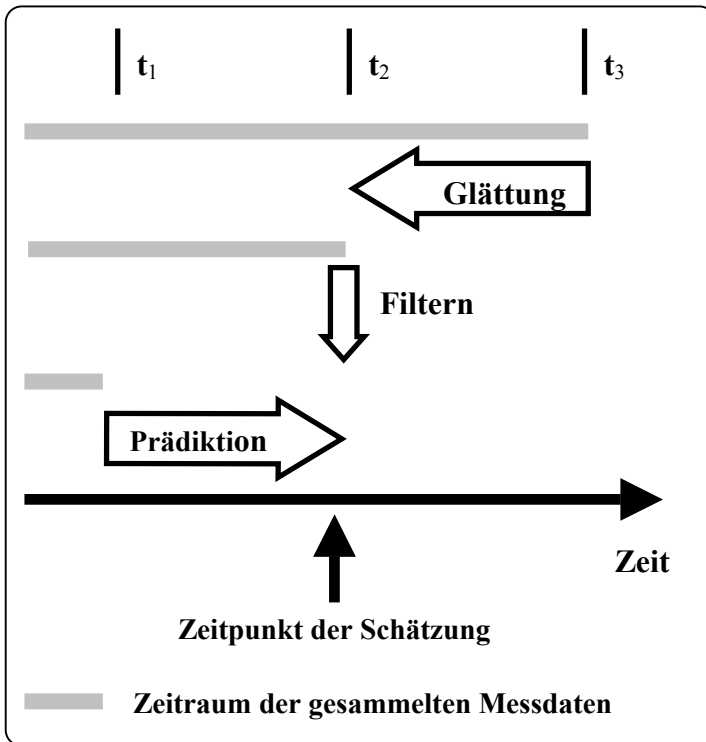 t₁ t₂ t₃
Glättung
Filtern
Prädiktion
Zeit
Zeitpunkt der Schätzung
Zeitraum der gesammelten Messdaten